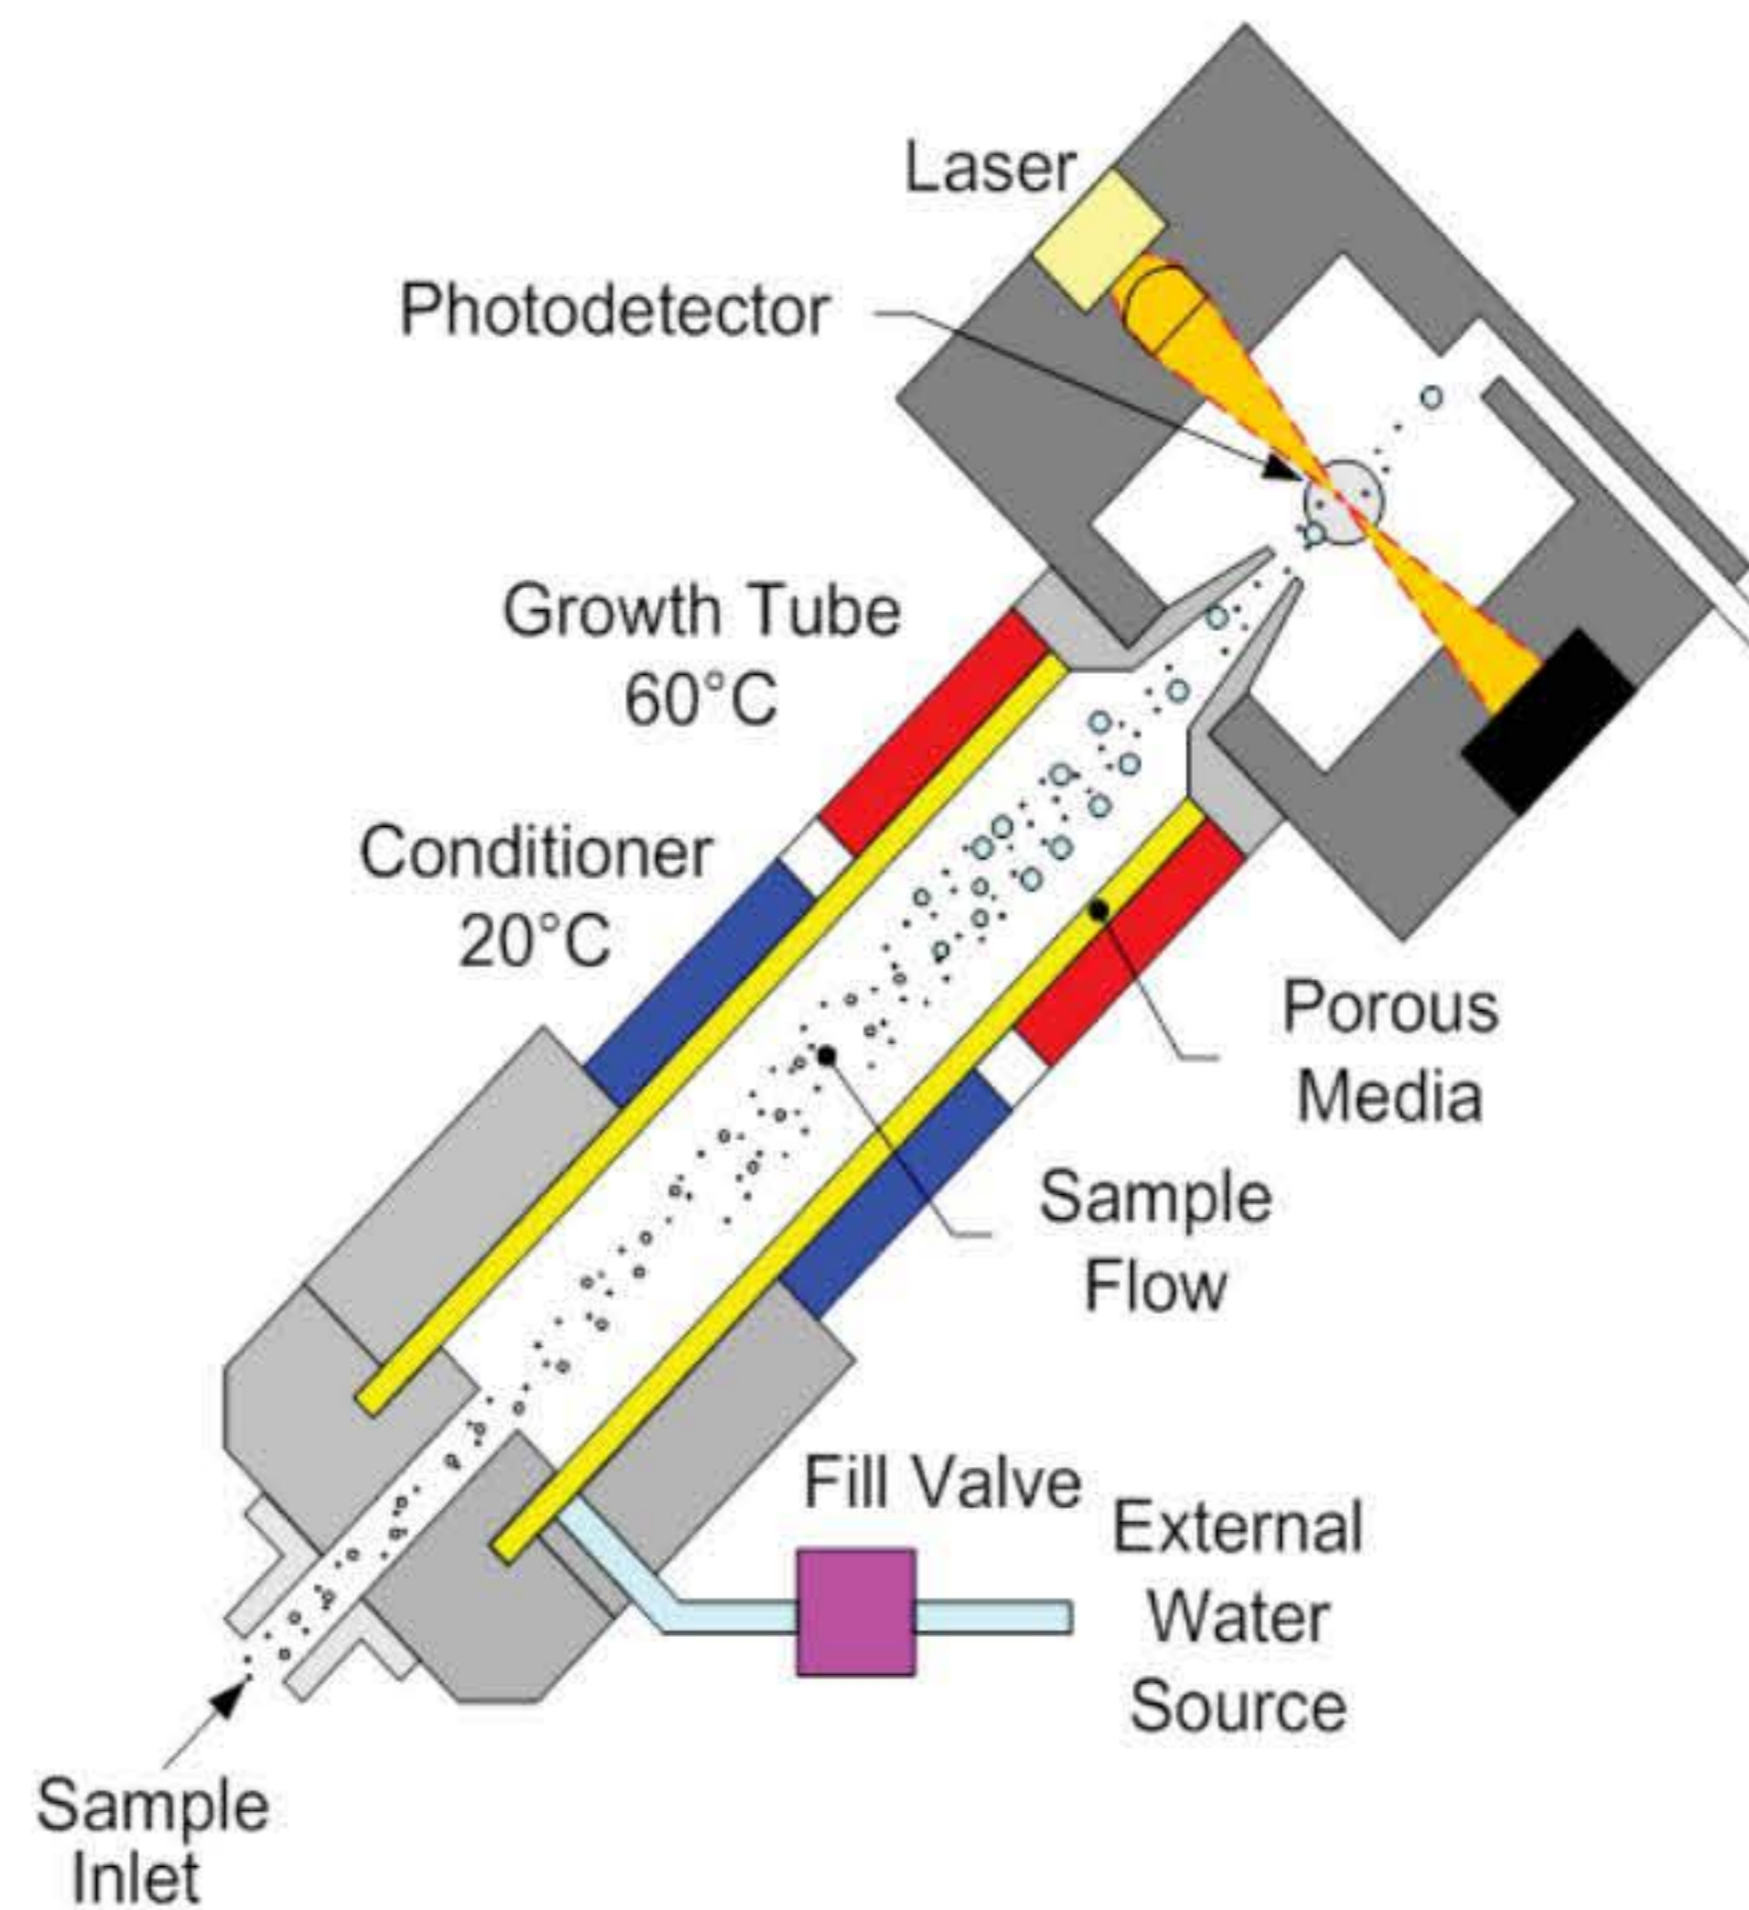 Laser
Photodetector
Growth Tube
60°C
Conditioner
20°C
Porous
Media
Sample
Flow
Fill Valve
External
Water
Source
Sample
Inlet